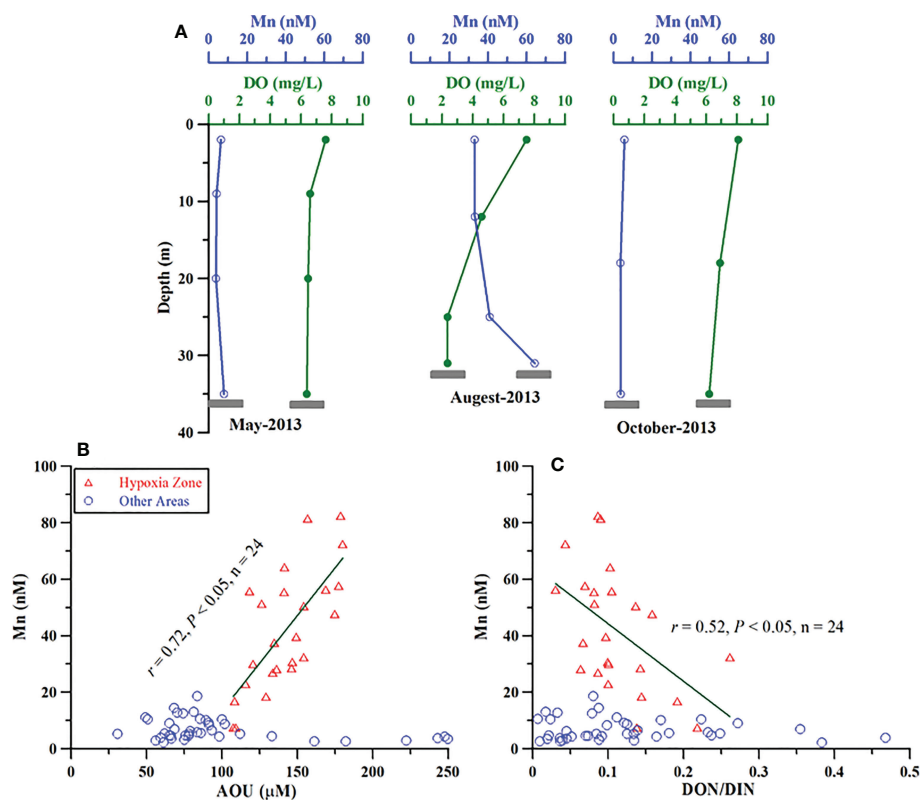 A
Mn (nM) Mn (nM) Mn (nM)
0 20 40 60 80 0 20 40 60 80 0 20 40 60 80
DO (mg/L) DO (mg/L) DO (mg/L)
0 2 4 6 8 10 0 2 4 6 8 10 0 2 4 6 8 10
Depth (m)
0
10
20
30
40
May-2013
Augest-2013
October-2013
B
Hypoxia Zone
Other Areas
r = 0.72, P < 0.05, n = 24
Mn (nM)
100
80
60
40
20
0
0 50 100 150 200 250
AOU (μM)
C
r = 0.52, P < 0.05, n = 24
Mn (nM)
100
80
60
40
20
0
0 0.1 0.2 0.3 0.4 0.5
DON/DIN